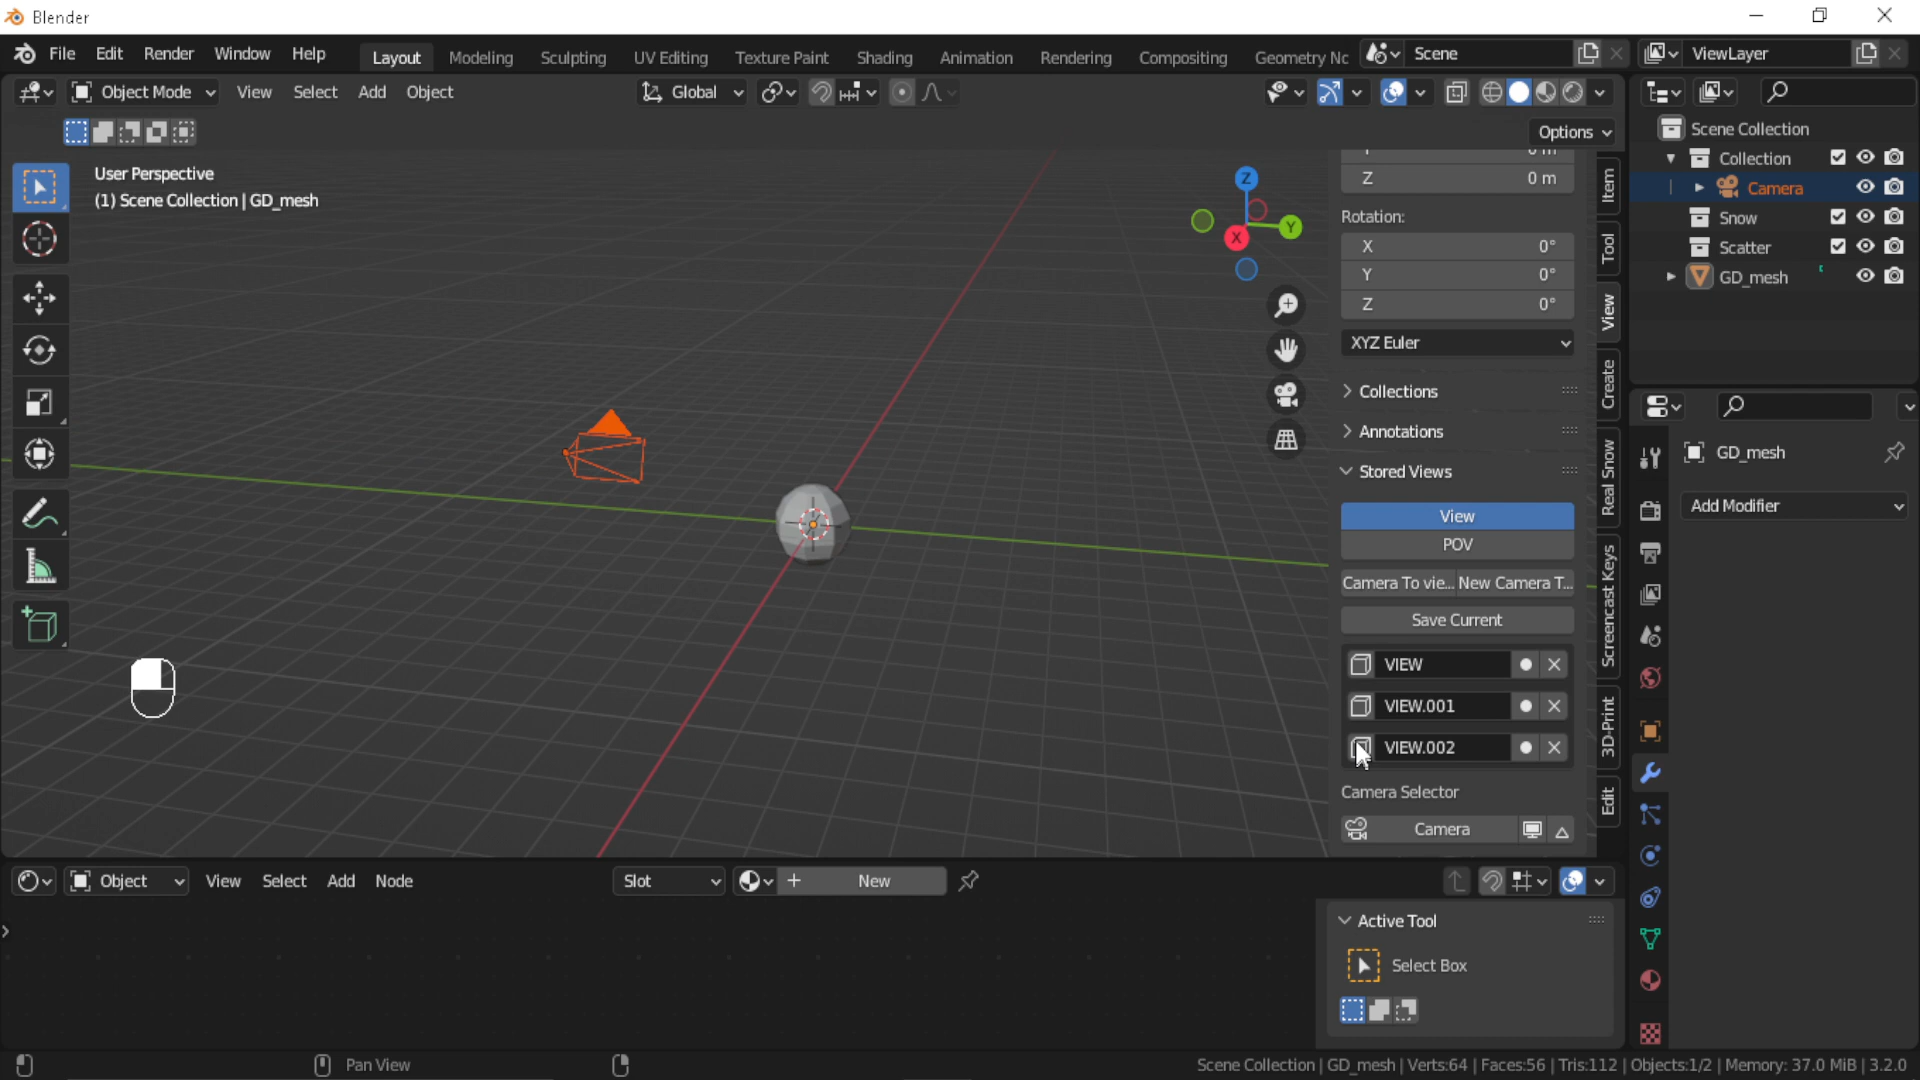 Blender
File Edit Render Window Help Layout Modeling Sculpting UV Editing Texture Paint Shading Animation Rendering Compositing Geometry Nc Scene ViewLayer
Object Mode View Select Add Object Global
Options
User Perspective
(1) Scene Collection | GD_mesh
Z
Y
X
Z 0 m
Rotation:
X 0°
Y 0°
Z 0°
XYZ Euler
Collections
Annotations
Stored Views
View
POV
Camera To vie... New Camera T...
Save Current
VIEW
VIEW.001
VIEW.002
Camera Selector
Camera
Item
Tool
View
Create
Real Snow
Screencast Keys
3D-Print
Edit
Scene Collection
Collection
Camera
Snow
Scatter
GD_mesh
GD_mesh
Add Modifier
Object View Select Add Node Slot New
Active Tool
Select Box
Pan View
Scene Collection | GD_mesh | Verts:64 | Faces:56 | Tris:112 | Objects:1/2 | Memory: 37.0 MiB | 3.2.0